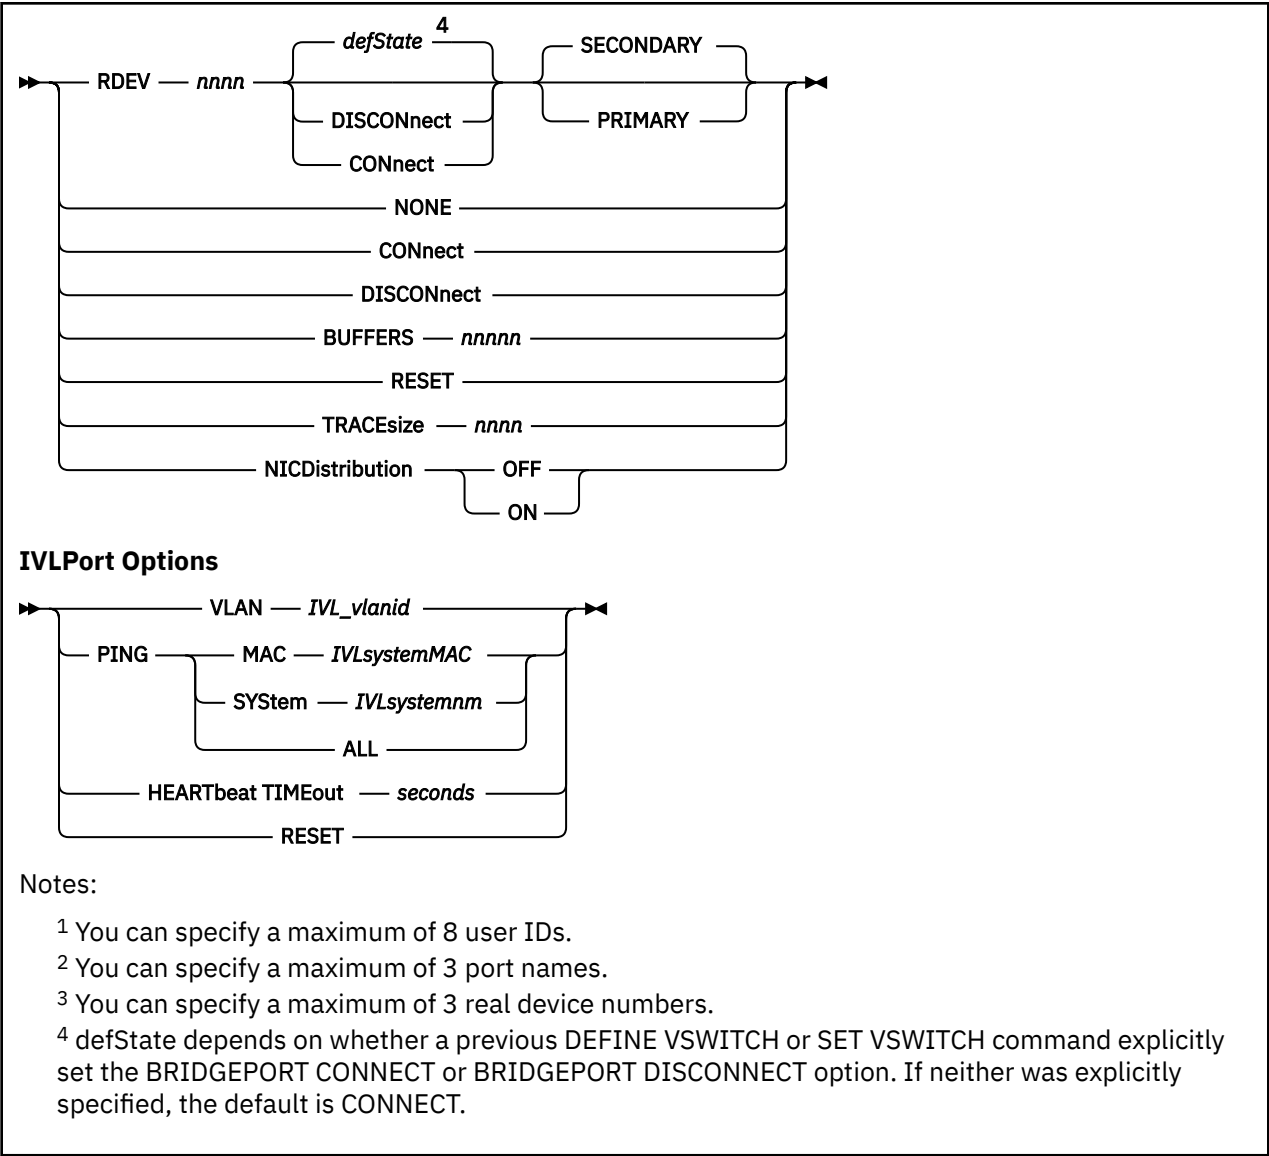 defState 4 SECONDARY
RDEV nnnn
DISCONnect PRIMARY
CONnect
NONE
CONnect
DISCONnect
BUFFERS nnnnn
RESET
TRACEsize nnnn
NICDistribution OFF
ON
IVLPort Options
VLAN IVL_vlanid
PING MAC IVLsystemMAC
SYStem IVLsystemnm
ALL
HEARTbeat TIMEout seconds
RESET
Notes:
1 You can specify a maximum of 8 user IDs.
2 You can specify a maximum of 3 port names.
3 You can specify a maximum of 3 real device numbers.
4 defState depends on whether a previous DEFINE VSWITCH or SET VSWITCH command explicitly
set the BRIDGEPORT CONNECT or BRIDGEPORT DISCONNECT option. If neither was explicitly
specified, the default is CONNECT.